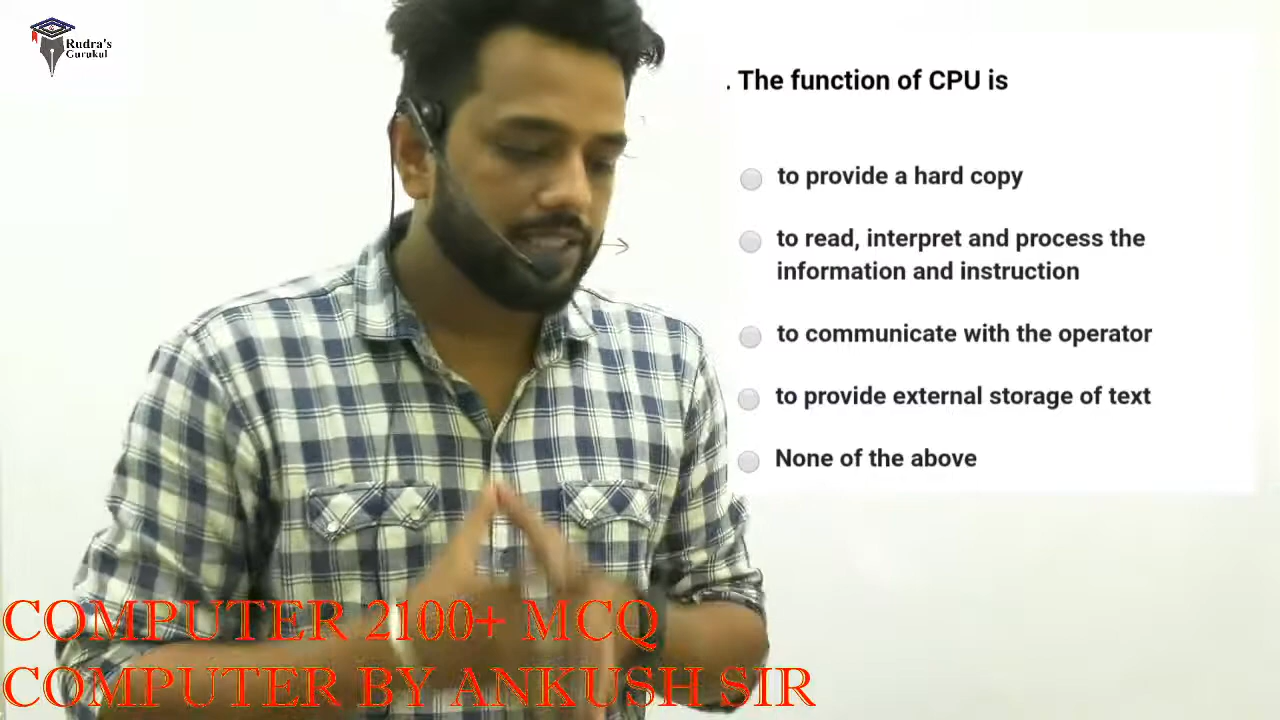 Rudra's
Gurukul
. The function of CPU is
to provide a hard copy
to read, interpret and process the
information and instruction
to communicate with the operator
to provide external storage of text
None of the above
COMPUTER 2100+ MCQ
COMPUTER BY ANKUSH SIR